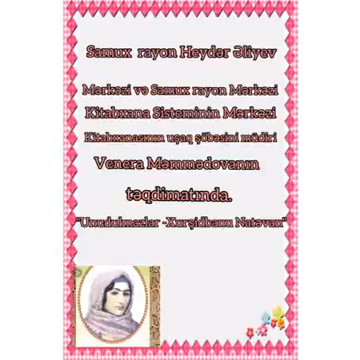 Samux rayon Heydər Əliyev
Mərkəzi və Samux rayon Mərkəzi
Kitabxana Sisteminin Mərkəzi
Kitabxanasının uşaq şöbəsini müdiri
Venera Məmmədovanın
təqdimatında.
"Unudulmazlar -Xurşidbanu Natəvan"